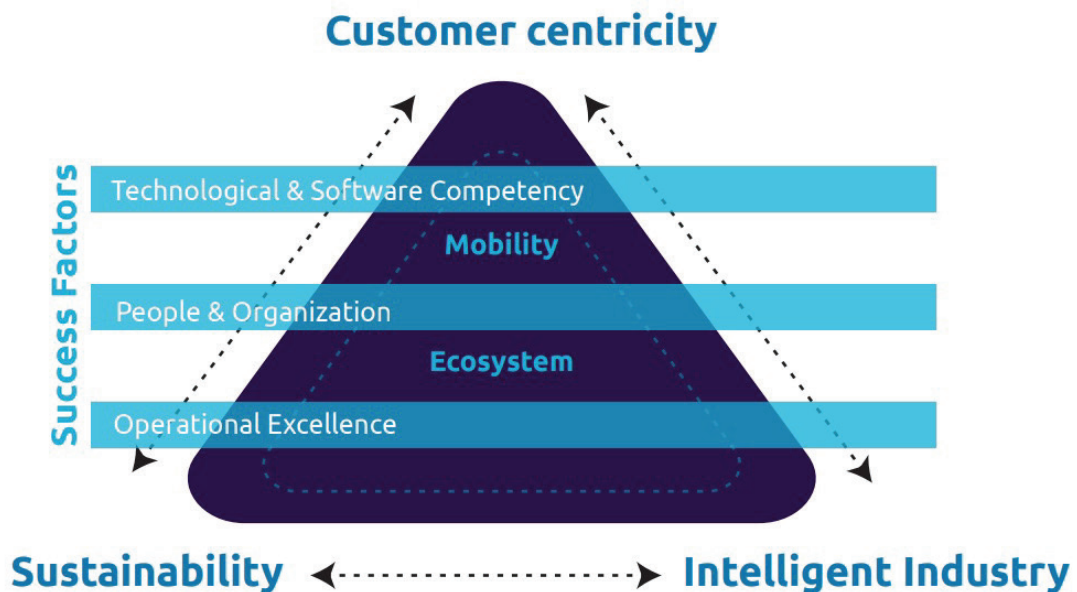 Customer centricity
Success Factors
Technological & Software Competency
Mobility
People & Organization
Ecosystem
Operational Excellence
Sustainability
Intelligent Industry